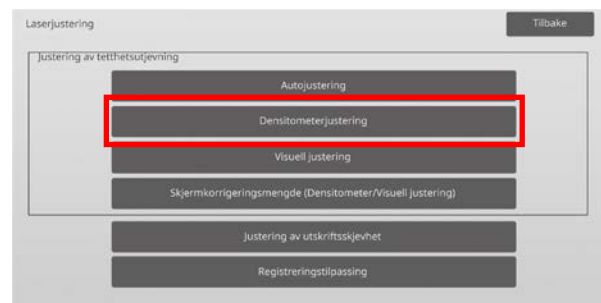 Laserjustering
Tilbake
Justering av tetthetsutjevning
Autojustering
Densitometerjustering
Visuell justering
Skjermkorrigeringsmengde (Densitometer/Visuell justering)
Justering av utskriftsskjevhet
Registreringstilpassing